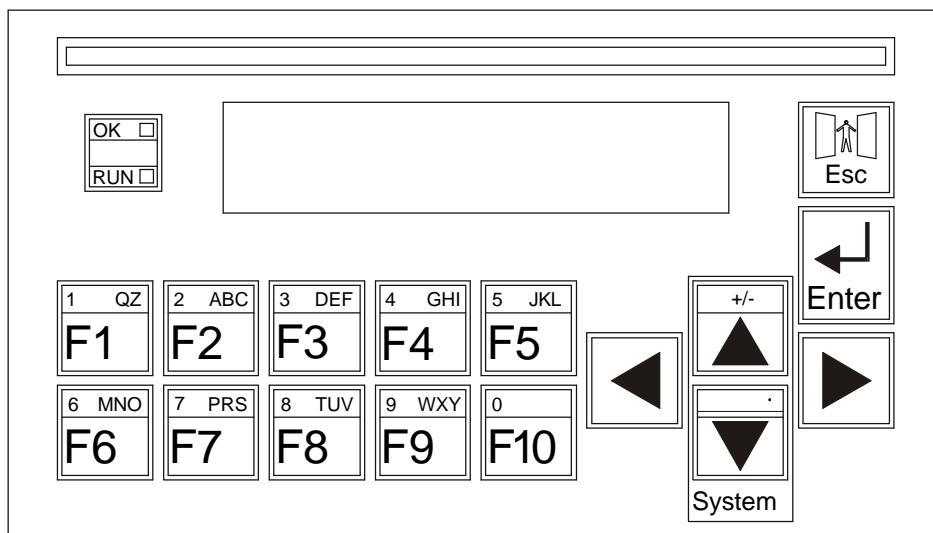 OK
RUN
Esc
Enter
1 QZ
F1
2 ABC
F2
3 DEF
F3
4 GHI
F4
5 JKL
F5
+/-
6 MNO
F6
7 PRS
F7
8 TUV
F8
9 WXY
F9
0
F10
.
System